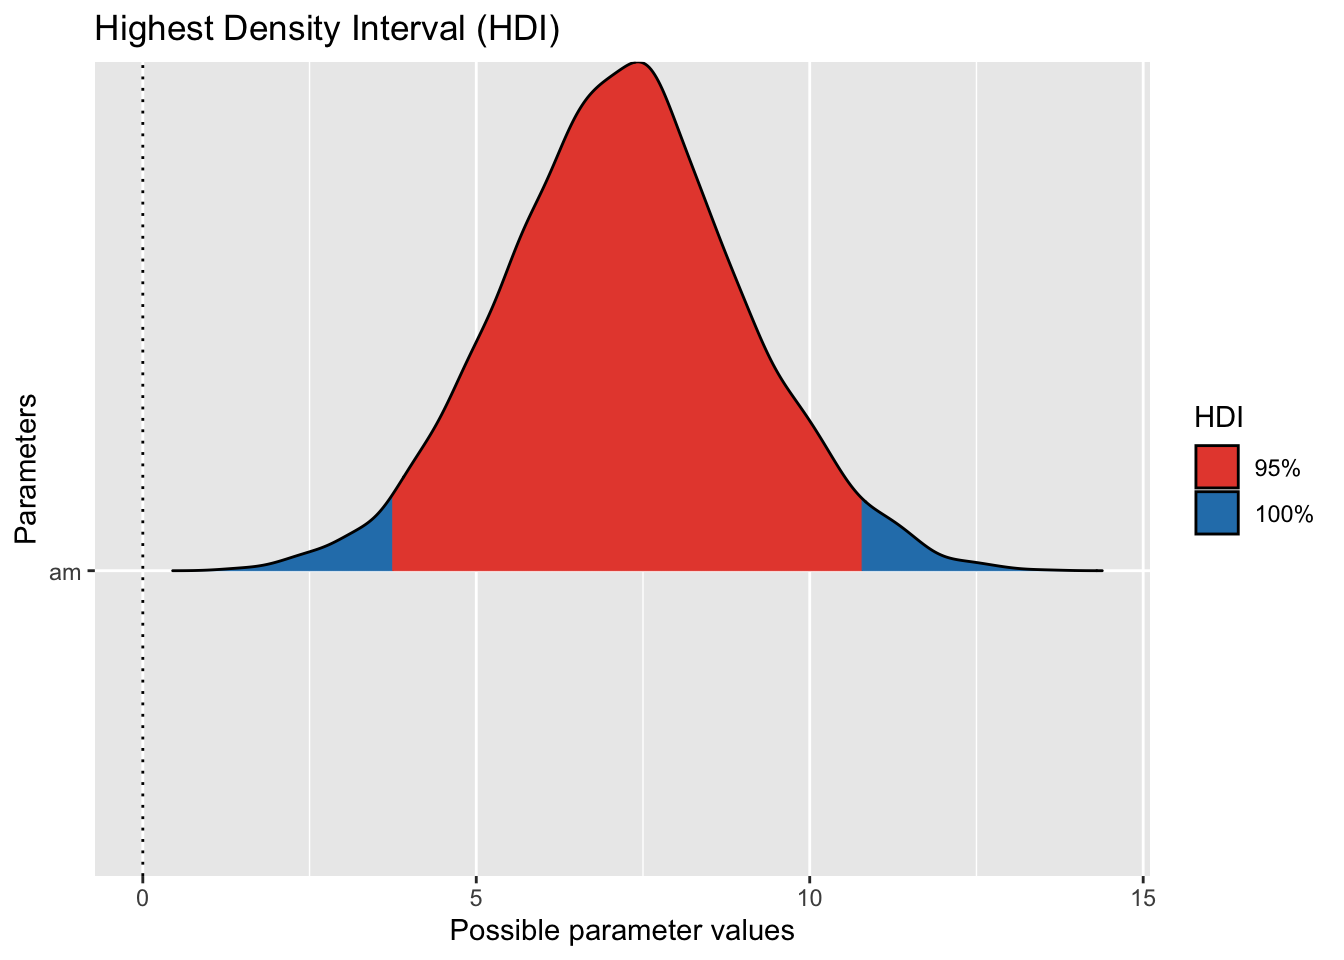 Highest Density Interval (HDI)
Parameters
am
HDI
95%
100%
0 5 10 15
Possible parameter values